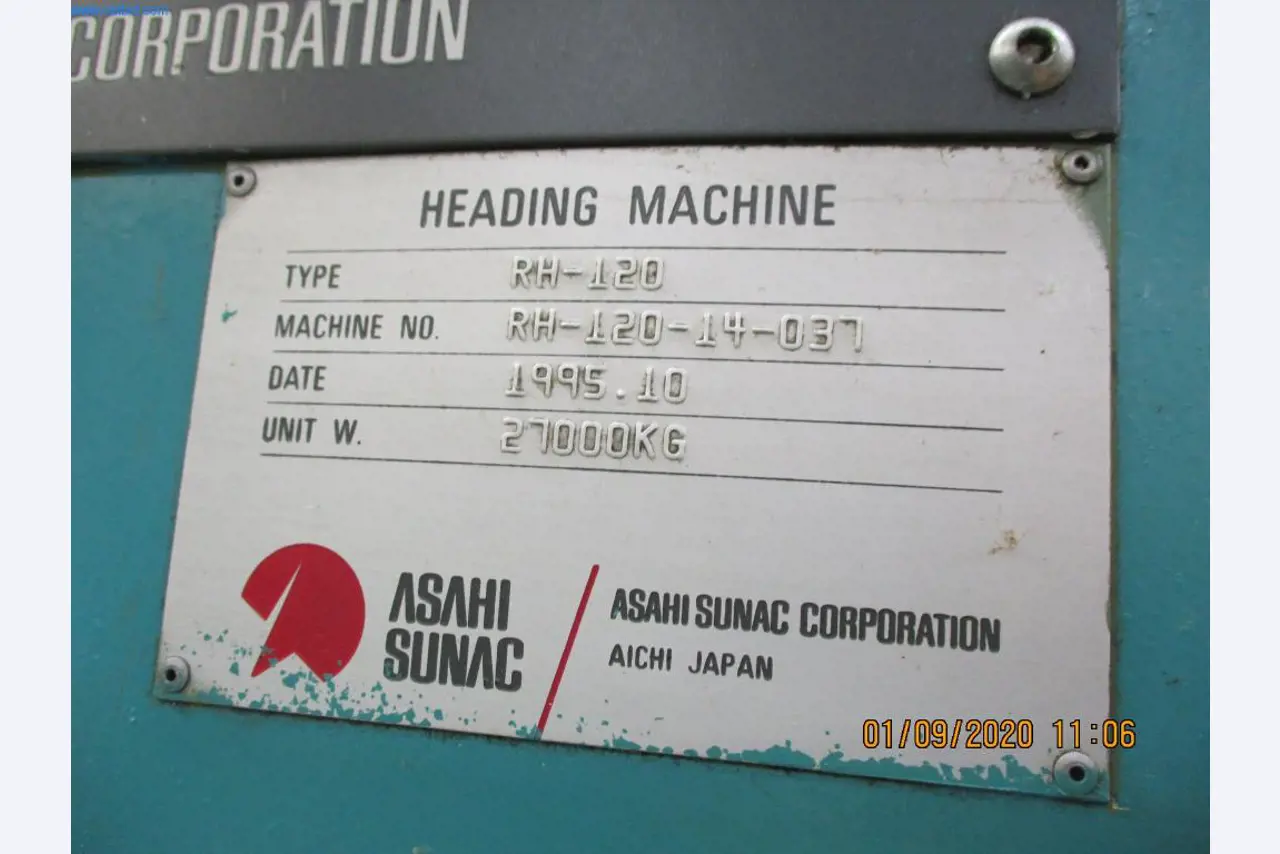 CORPORATION
HEADING MACHINE
TYPE RH-120
MACHINE NO. RH-120-14-037
DATE 1995.10
UNIT W. 27000KG
ASAHI
SUNAC
ASAHI SUNAC CORPORATION
AICHI JAPAN
01/09/2020 11:06